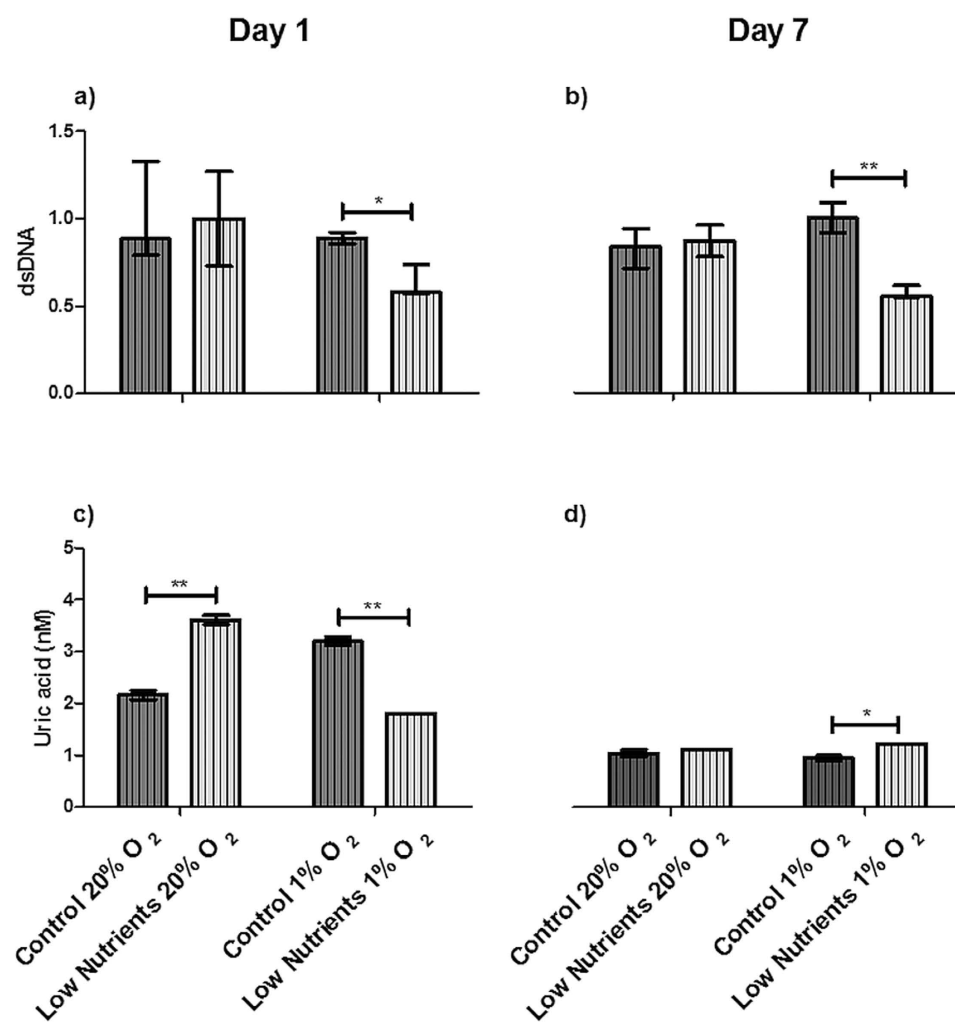 Day 1
Day 7
a)
b)
dsDNA
1.5
1.0
0.5
0.0
*
**
c)
d)
Uric acid (nM)
5
4
3
2
1
0
**
**
*
Control 20% O 2
Low Nutrients 20% O 2
Control 1% O 2
Low Nutrients 1% O 2
Control 20% O 2
Low Nutrients 20% O 2
Control 1% O 2
Low Nutrients 1% O 2